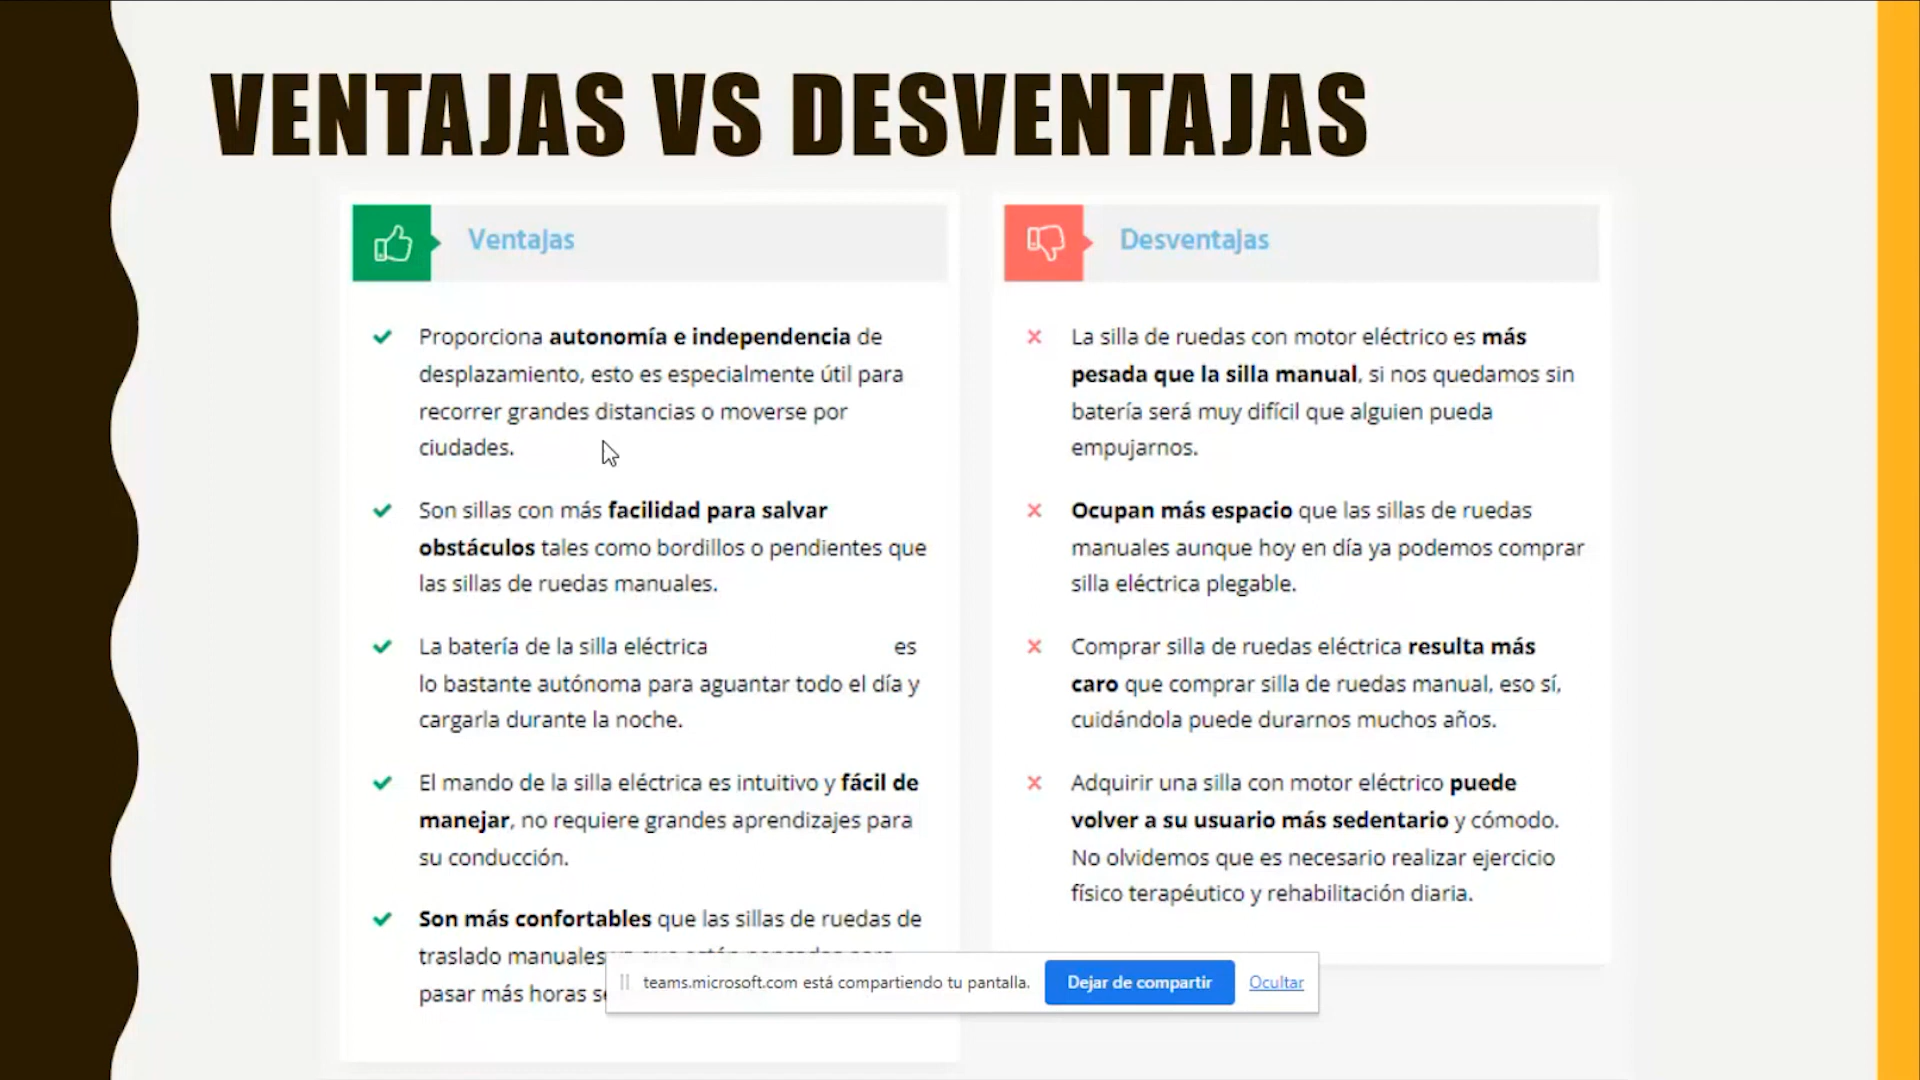 VENTAJAS VS DESVENTAJAS
Ventajas
Proporciona autonomía e independencia de
desplazamiento, esto es especialmente útil para
recorrer grandes distancias o moverse por
ciudades.
Son sillas con más facilidad para salvar
obstáculos tales como bordillos o pendientes que
las sillas de ruedas manuales.
La batería de la silla eléctrica es
lo bastante autónoma para aguantar todo el día y
cargarla durante la noche.
El mando de la silla eléctrica es intuitivo y fácil de
manejar, no requiere grandes aprendizajes para
su conducción.
Son más confortables que las sillas de ruedas de
traslado manuales
pasar más horas
Desventajas
La silla de ruedas con motor eléctrico es más
pesada que la silla manual, si nos quedamos sin
batería será muy difícil que alguien pueda
empujarnos.
Ocupan más espacio que las sillas de ruedas
manuales aunque hoy en día ya podemos comprar
silla eléctrica plegable.
Comprar silla de ruedas eléctrica resulta más
caro que comprar silla de ruedas manual, eso sí,
cuidándola puede durarnos muchos años.
Adquirir una silla con motor eléctrico puede
volver a su usuario más sedentario y cómodo.
No olvidemos que es necesario realizar ejercicio
físico terapéutico y rehabilitación diaria.
teams.microsoft.com está compartiendo tu pantalla.
Dejar de compartir
Ocultar